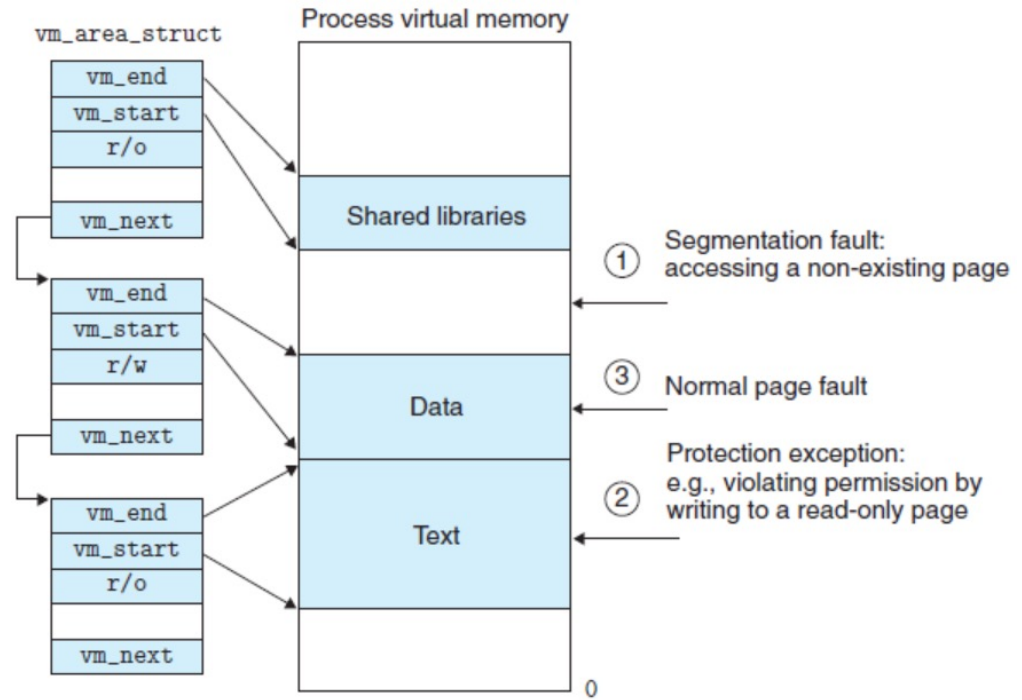 Process virtual memory
vm_area_struct
vm_end
vm_start
r/o
vm_next
vm_end
vm_start
r/w
vm_next
vm_end
vm_start
r/o
vm_next
Shared libraries
Data
Text
0
1
Segmentation fault:
accessing a non-existing page
3
Normal page fault
2
Protection exception:
e.g., violating permission by
writing to a read-only page